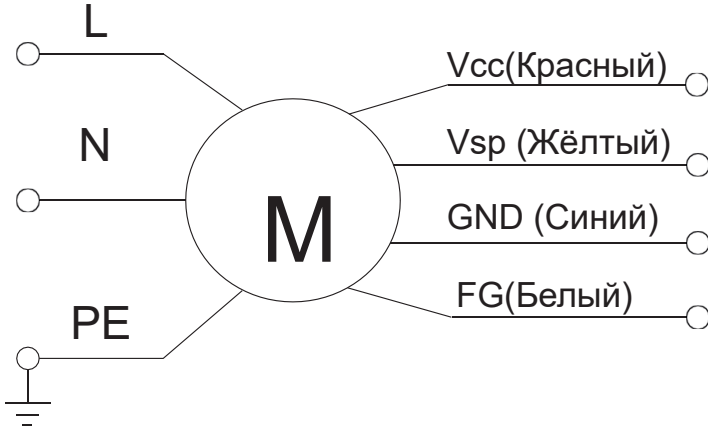 L
N
PE
M
Vcc(Красный)
Vsp (Жёлтый)
GND (Синий)
FG(Белый)